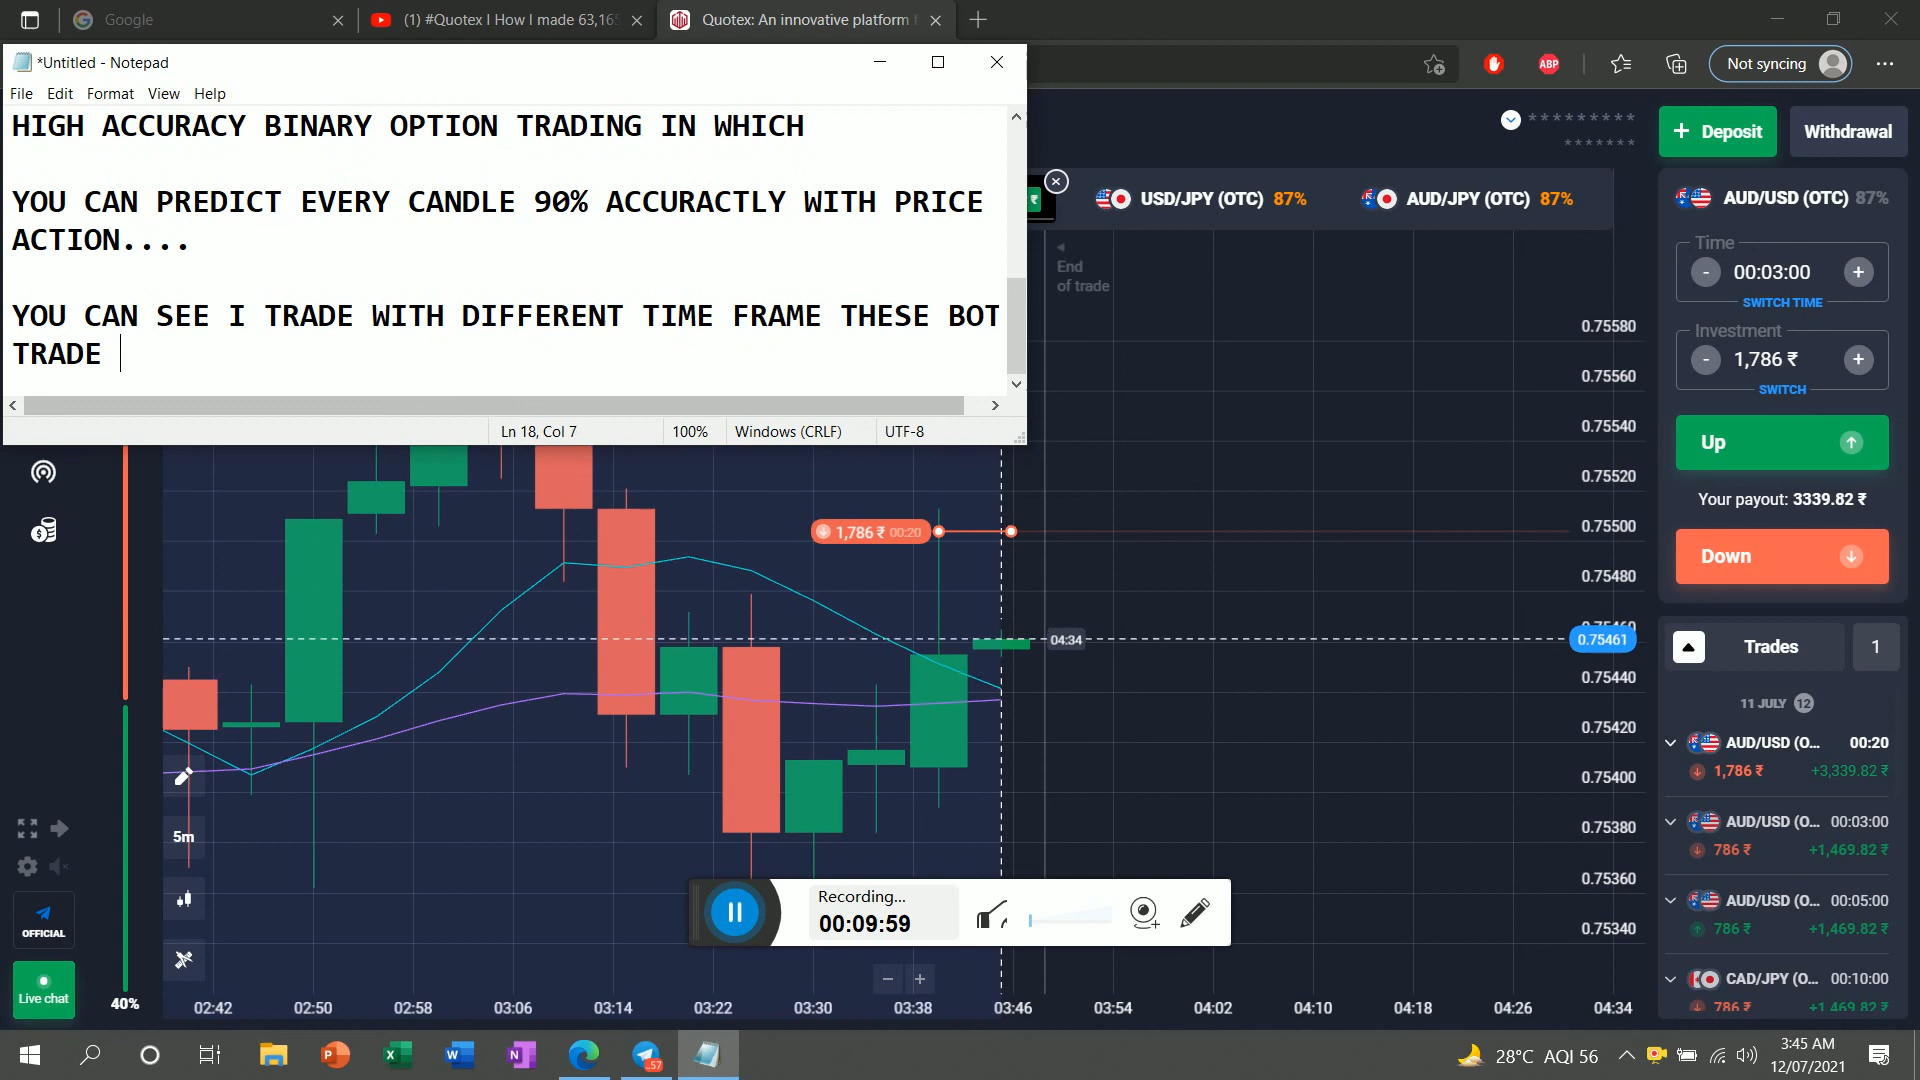 Google
(1) #Quotex I How I made 63,165
Quotex: An innovative platform f
*Untitled - Notepad
ABP
Not syncing
File Edit Format View Help
HIGH ACCURACY BINARY OPTION TRADING IN WHICH
YOU CAN PREDICT EVERY CANDLE 90% ACCURACTLY WITH PRICE
ACTION....
YOU CAN SEE I TRADE WITH DIFFERENT TIME FRAME THESE BOT
TRADE
Ln 18, Col 7 100% Windows (CRLF) UTF-8
*********
*******
Deposit
Withdrawal
₹
USD/JPY (OTC) 87%
AUD/JPY (OTC) 87%
End
of trade
AUD/USD (OTC) 87%
Time
- 00:03:00 +
SWITCH TIME
Investment
- 1,786 ₹ +
SWITCH
Up
Your payout: 3339.82 ₹
Down
Trades 1
11 JULY 12
AUD/USD (O... 00:20
1,786 ₹ +3,339.82 ₹
AUD/USD (O... 00:03:00
786 ₹ +1,469.82 ₹
AUD/USD (O... 00:05:00
786 ₹ +1,469.82 ₹
CAD/JPY (O... 00:10:00
786 ₹ +1,469.82 ₹
0.75580
0.75560
0.75540
0.75520
0.75500
0.75480
0.75460
0.75461
0.75440
0.75420
0.75400
0.75380
0.75360
0.75340
1,786 ₹ 00:20
04:34
5m
OFFICIAL
Live chat
40%
Recording...
00:09:59
02:42 02:50 02:58 03:06 03:14 03:22 03:30 03:38 03:46 03:54 04:02 04:10 04:18 04:26 04:34
57
28°C AQI 56
3:45 AM
12/07/2021